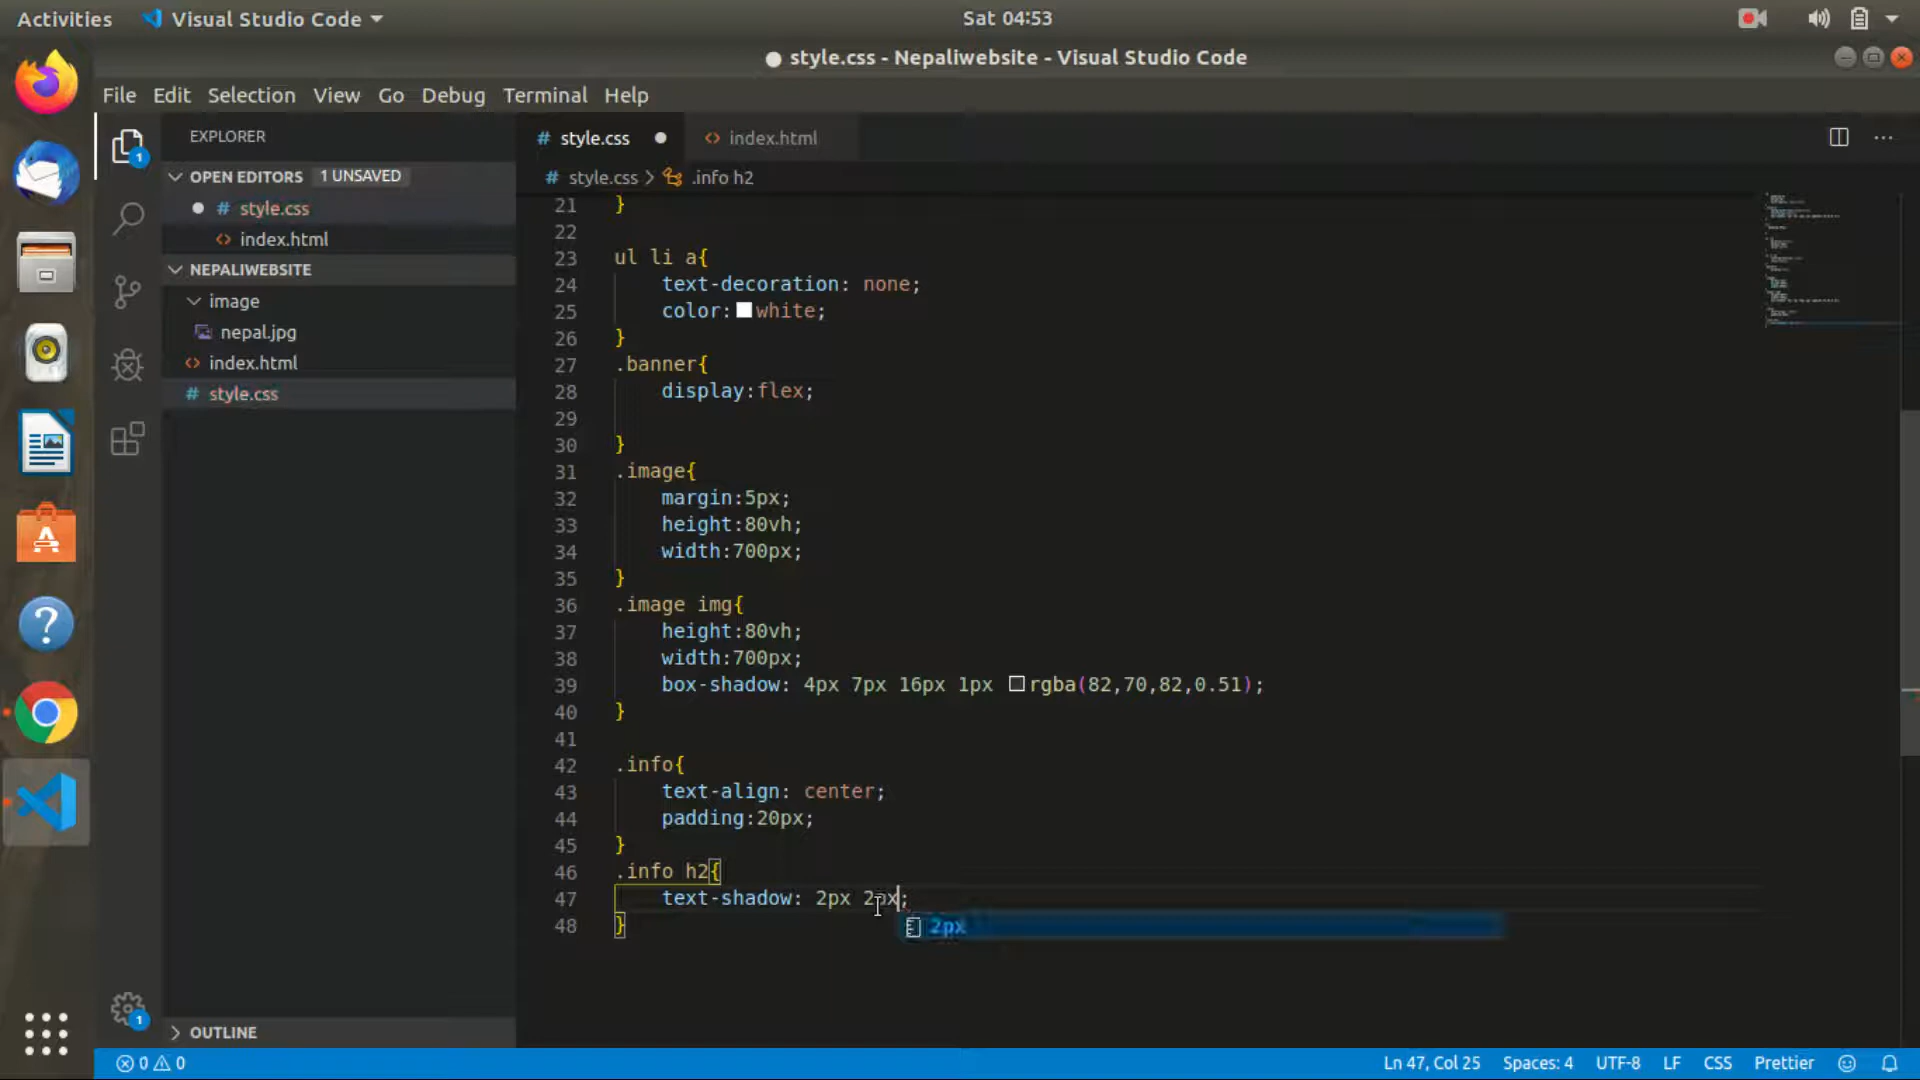 Activities
Visual Studio Code
Sat 04:53
style.css - Nepaliwebsite - Visual Studio Code
File Edit Selection View Go Debug Terminal Help
EXPLORER
OPEN EDITORS 1 UNSAVED
# style.css
<> index.html
NEPALIWEBSITE
image
nepal.jpg
<> index.html
# style.css
OUTLINE
# style.css
<> index.html
# style.css > .info h2
21 }
22
23 ul li a{
24 text-decoration: none;
25 color: white;
26 }
27 .banner{
28 display:flex;
29
30 }
31 .image{
32 margin:5px;
33 height:80vh;
34 width:700px;
35 }
36 .image img{
37 height:80vh;
38 width:700px;
39 box-shadow: 4px 7px 16px 1px rgba(82,70,82,0.51);
40 }
41
42 .info{
43 text-align: center;
44 padding:20px;
45 }
46 .info h2{
47 text-shadow: 2px 2px;
2px
48 }
1
1
0 0
Ln 47, Col 25 Spaces: 4 UTF-8 LF CSS Prettier